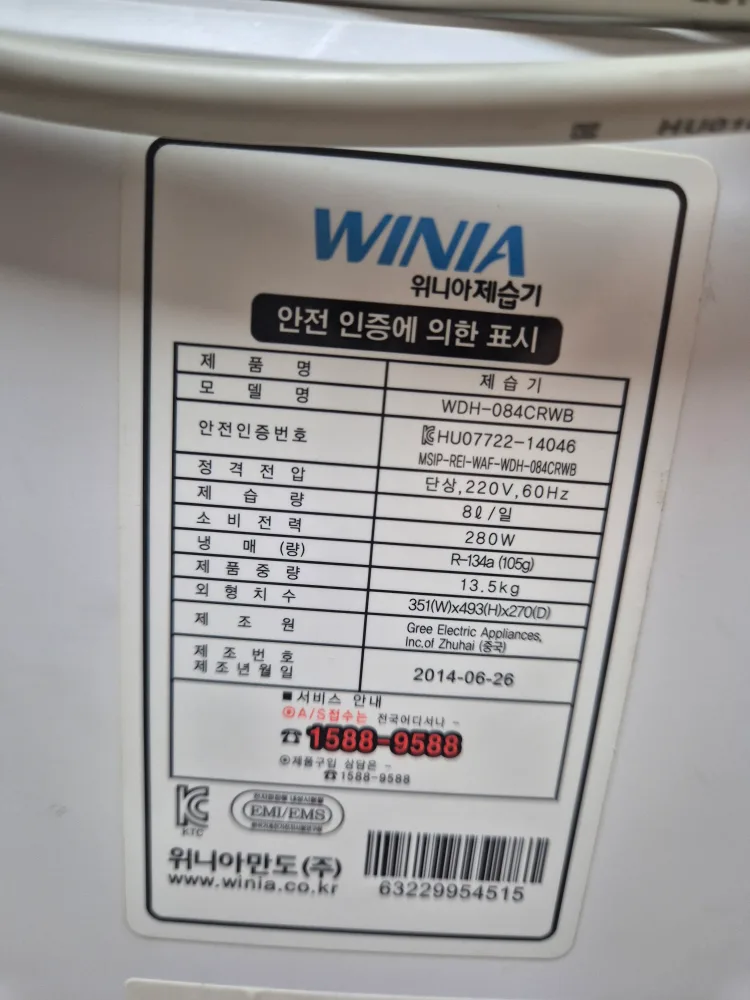 HU01
WINIA
위니아제습기
안전 인증에 의한 표시
제 품 명 제 습 기
모 델 명 WDH-084CRWB
안전인증번호 HU07722-14046
MSIP-REI-WAF-WDH-084CRWB
정 격 전 압 단상,220V,60Hz
제 습 량 8ℓ/일
소 비 전 력 280W
냉 매 (량) R-134a (105g)
제 품 중 량 13.5kg
외 형 치 수 351(W)x493(H)x270(D)
제 조 원 Gree Electric Appliances,
Inc,of Zhuhai (중국)
제 조 번 호
제 조 년 월 일 2014-06-26
■ 서비스 안내
⊙A/S접수는 전국어디서나 -
☎ 1588-9588
⊙제품구입 상담은 -
☎1588-9588
KTC
EMI/EMS
위니아만도(주)
www.winia.co.kr
63229954515